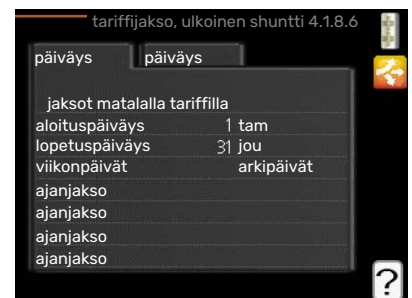 tariffijakso, ulkoinen shuntti 4.1.8.6
päiväys päiväys
jaksot matalalla tariffilla
aloituspäiväys 1 tam
lopetuspäiväys 31 jou
viikonpäivät arkipäivät
ajanjakso
ajanjakso
ajanjakso
ajanjakso
?